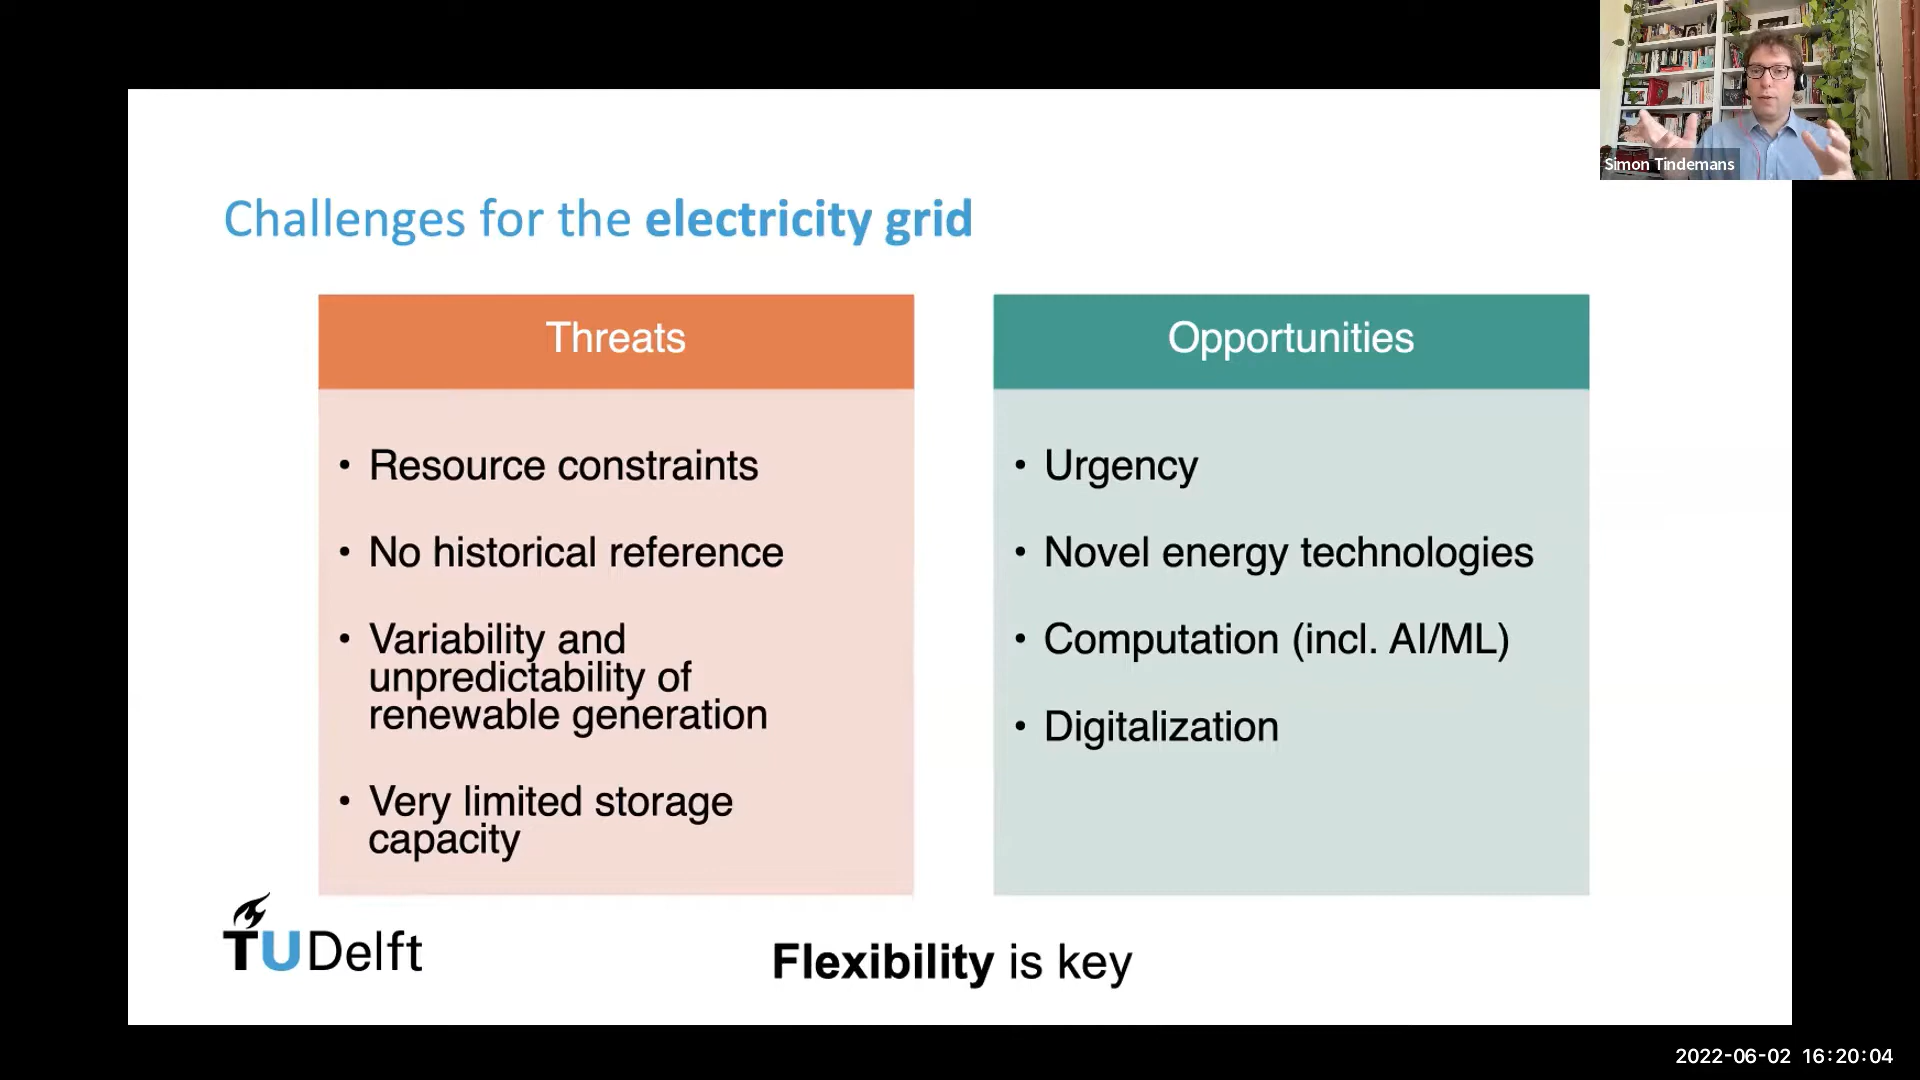 Simon Tindemans
Challenges for the electricity grid
Threats
• Resource constraints
• No historical reference
• Variability and
unpredictability of
renewable generation
• Very limited storage
capacity
Opportunities
• Urgency
• Novel energy technologies
• Computation (incl. AI/ML)
• Digitalization
TUDelft
Flexibility is key
2022-06-02 16:20:04